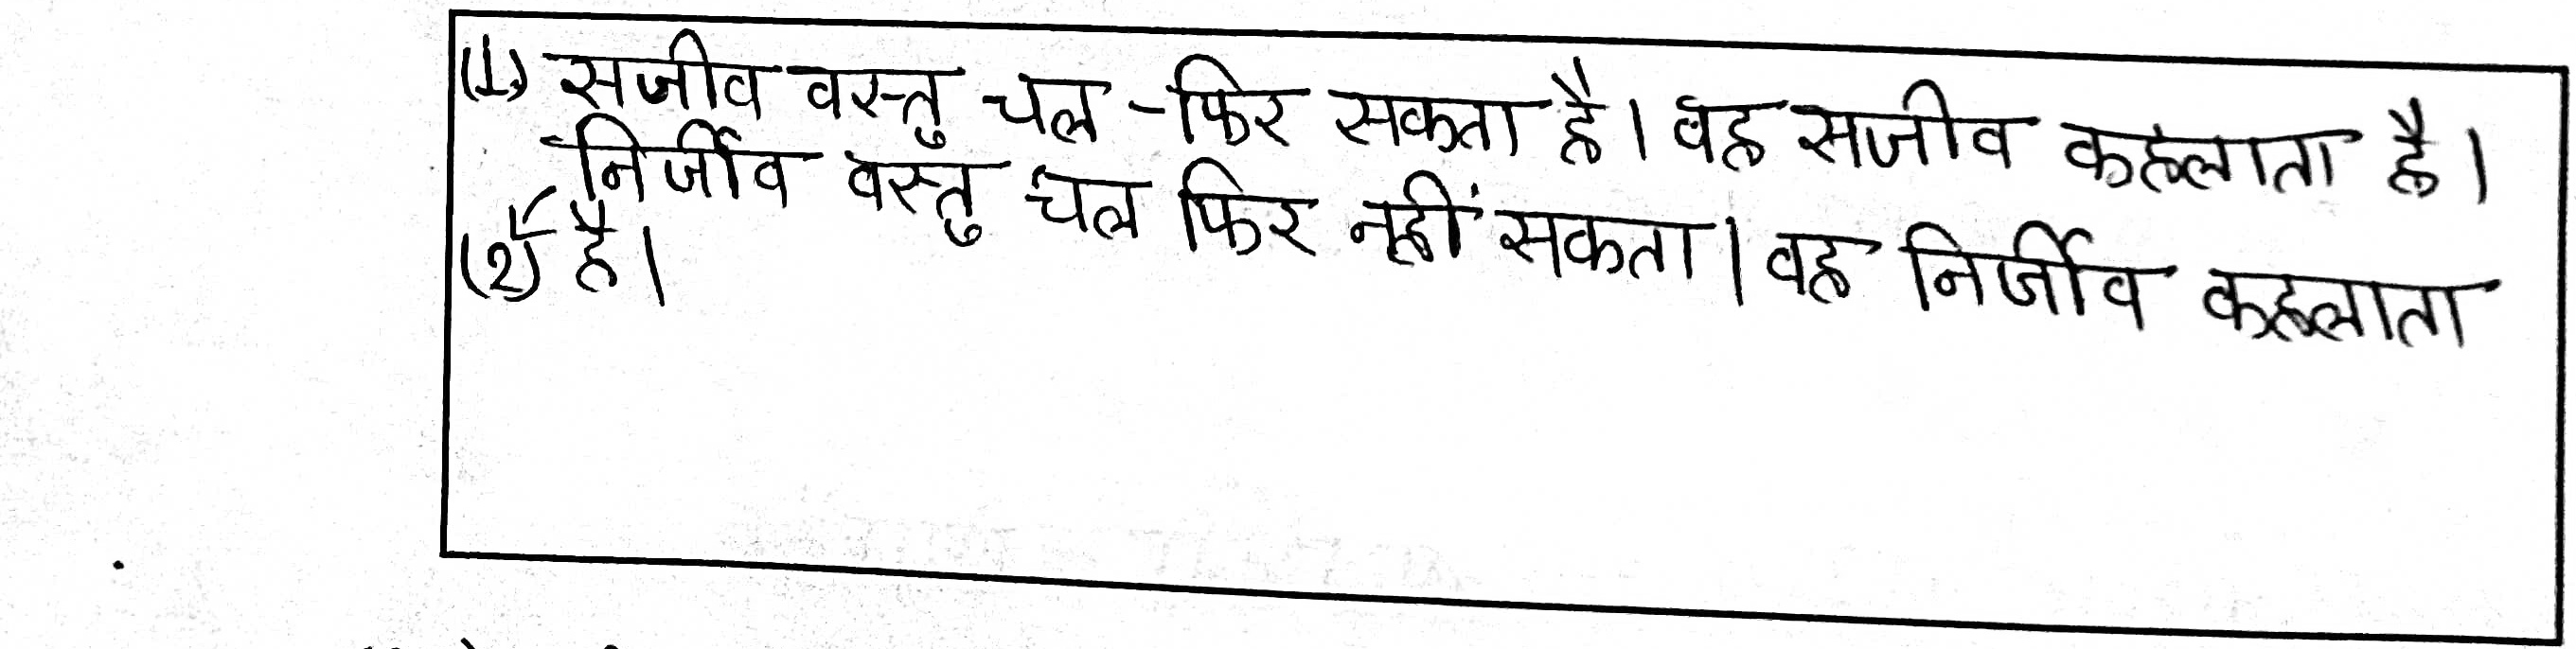 (1) सजीव वस्तु चल -फिर सकता है। वह सजीव कहलाता है।
निर्जीव वस्तु चल फिर नहीं सकता। वह निर्जीव कहलाता
(2) है।